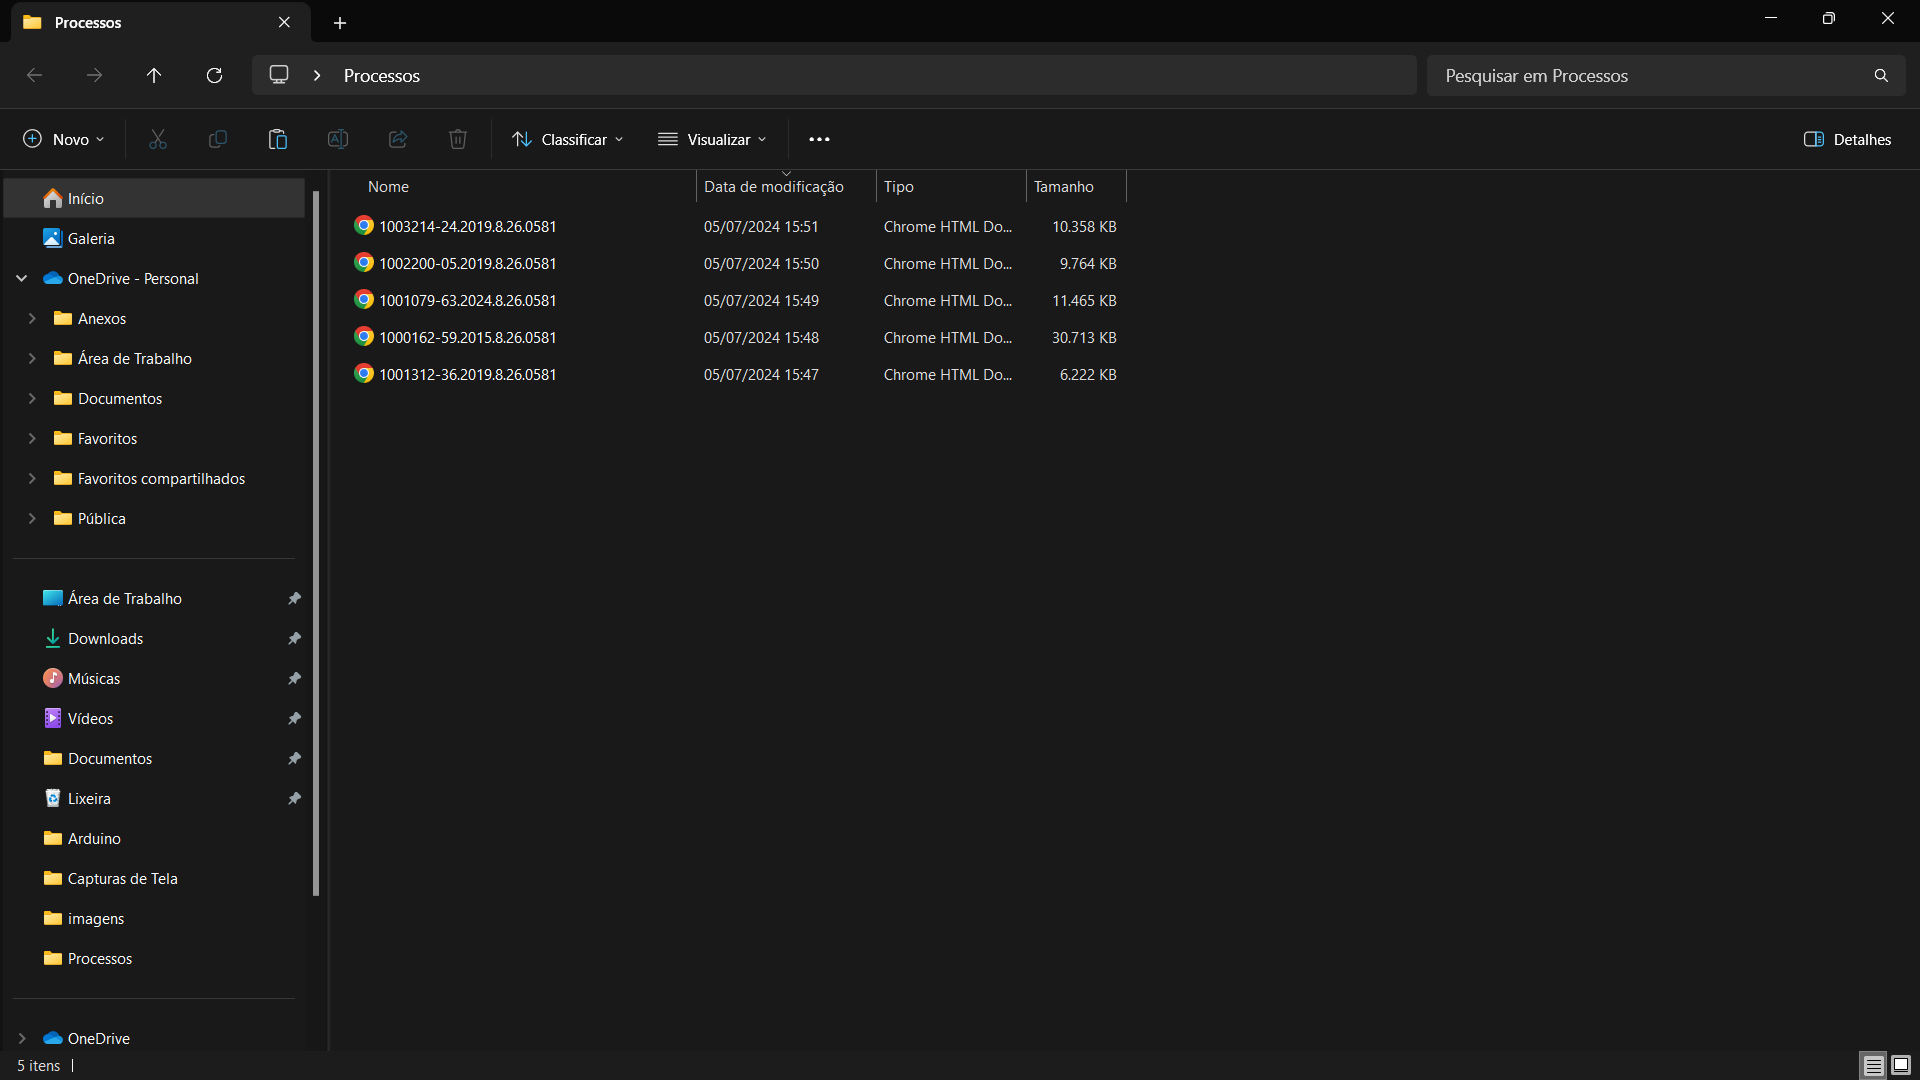 Processos
Processos
Pesquisar em Processos
Novo
Classificar
Visualizar
Detalhes
Início
Galeria
OneDrive - Personal
Anexos
Área de Trabalho
Documentos
Favoritos
Favoritos compartilhados
Pública
Área de Trabalho
Downloads
Músicas
Vídeos
Documentos
Lixeira
Arduino
Capturas de Tela
imagens
Processos
OneDrive
Nome Data de modificação Tipo Tamanho
1003214-24.2019.8.26.0581 05/07/2024 15:51 Chrome HTML Do... 10.358 KB
1002200-05.2019.8.26.0581 05/07/2024 15:50 Chrome HTML Do... 9.764 KB
1001079-63.2024.8.26.0581 05/07/2024 15:49 Chrome HTML Do... 11.465 KB
1000162-59.2015.8.26.0581 05/07/2024 15:48 Chrome HTML Do... 30.713 KB
1001312-36.2019.8.26.0581 05/07/2024 15:47 Chrome HTML Do... 6.222 KB
5 itens